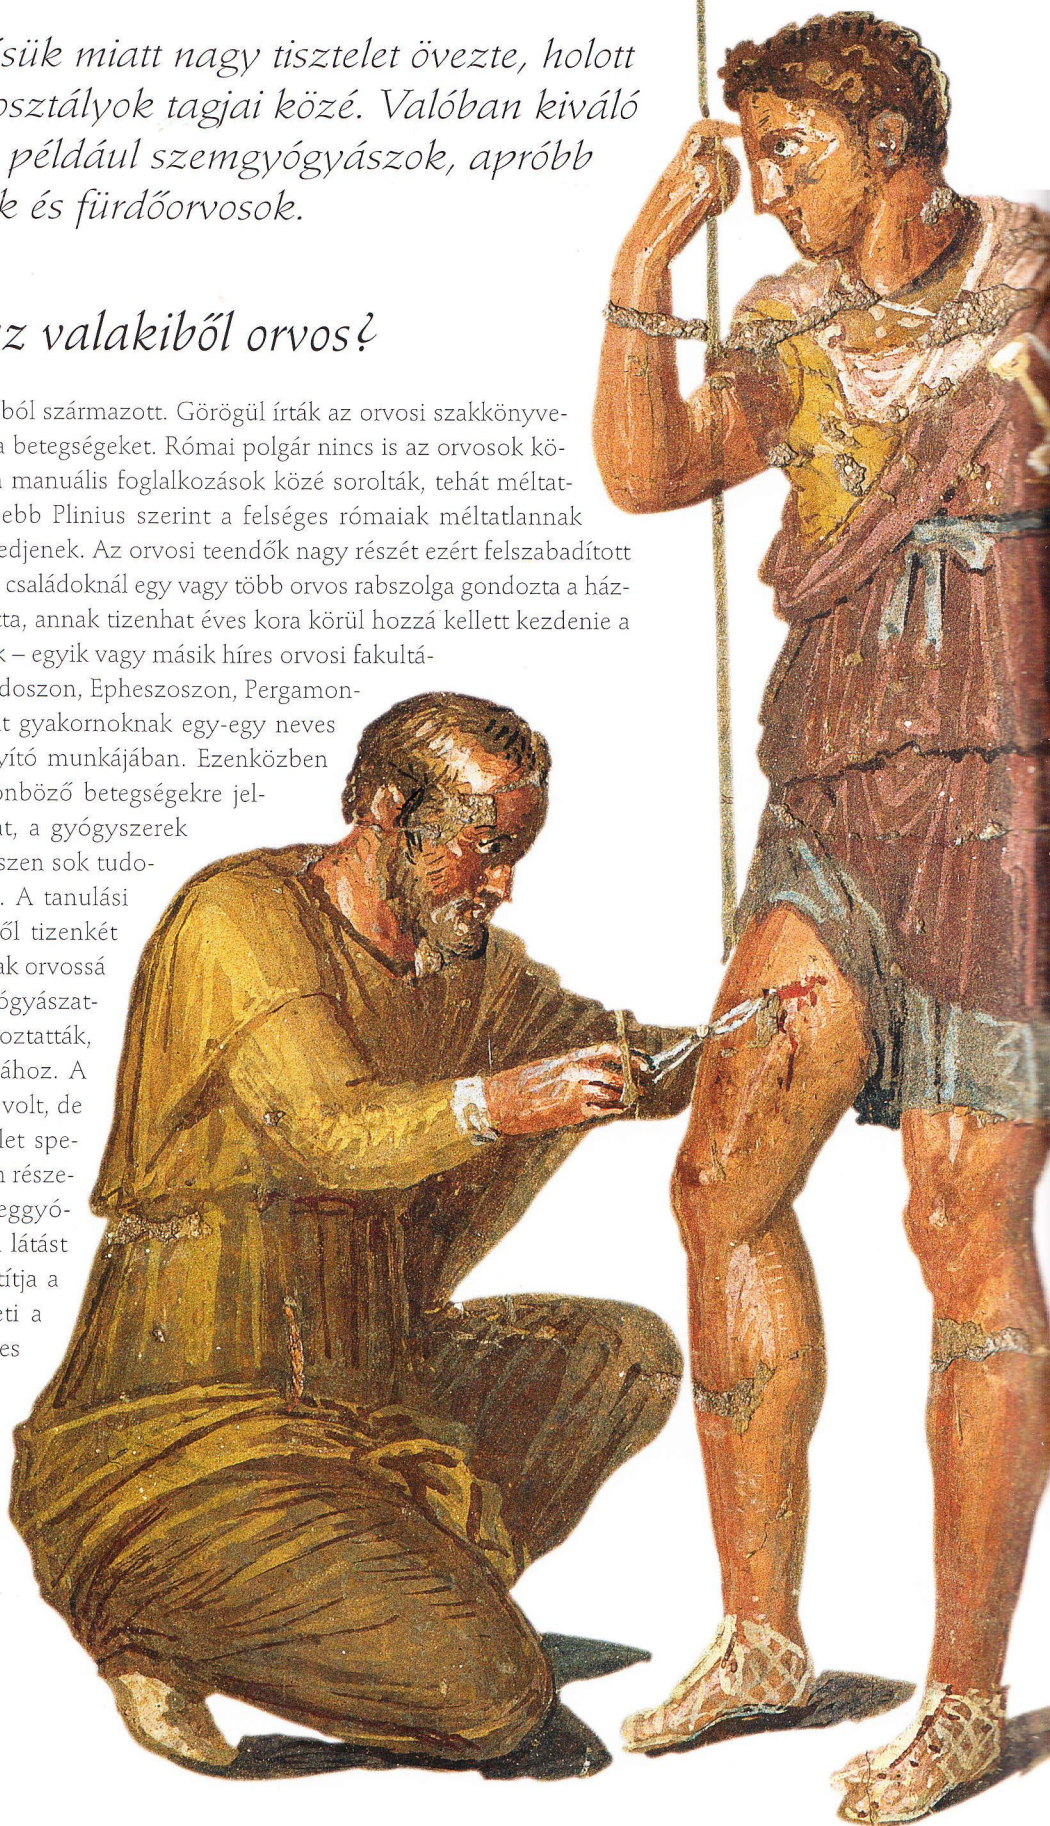 ísük miatt nagy tisztelet övezte, holott
osztályok tagjai közé. Valóban kiváló
például szemgyógyászok, apróbb
k és fürdőorvosok.
z valakiből orvos?
ból származott. Görögül írták az orvosi szakkönyve-
a betegségeket. Római polgár nincs is az orvosok kö-
manuális foglalkozások közé sorolták, tehát méltat-
ebb Plinius szerint a felséges rómaiak méltatlannak
edjenek. Az orvosi teendők nagy részét ezért felszabadított
családoknál egy vagy több orvos rabszolga gondozta a ház-
ta, annak tizenhat éves kora körül hozzá kellett kezdenie a
k – egyik vagy másik híres orvosi fakultá-
doszon, Epheszoszon, Pergamon-
t gyakornoknak egy-egy neves
yító munkájában. Ezenközben
önböző betegségekre jel-
at, a gyógyszerek
szen sok tudo-
. A tanulási
ől tizenkét
ak orvossá
ógyászat-
oztatták,
ához. A
volt, de
let spe-
n része-
eggyó-
látást
títja a
eti a
es